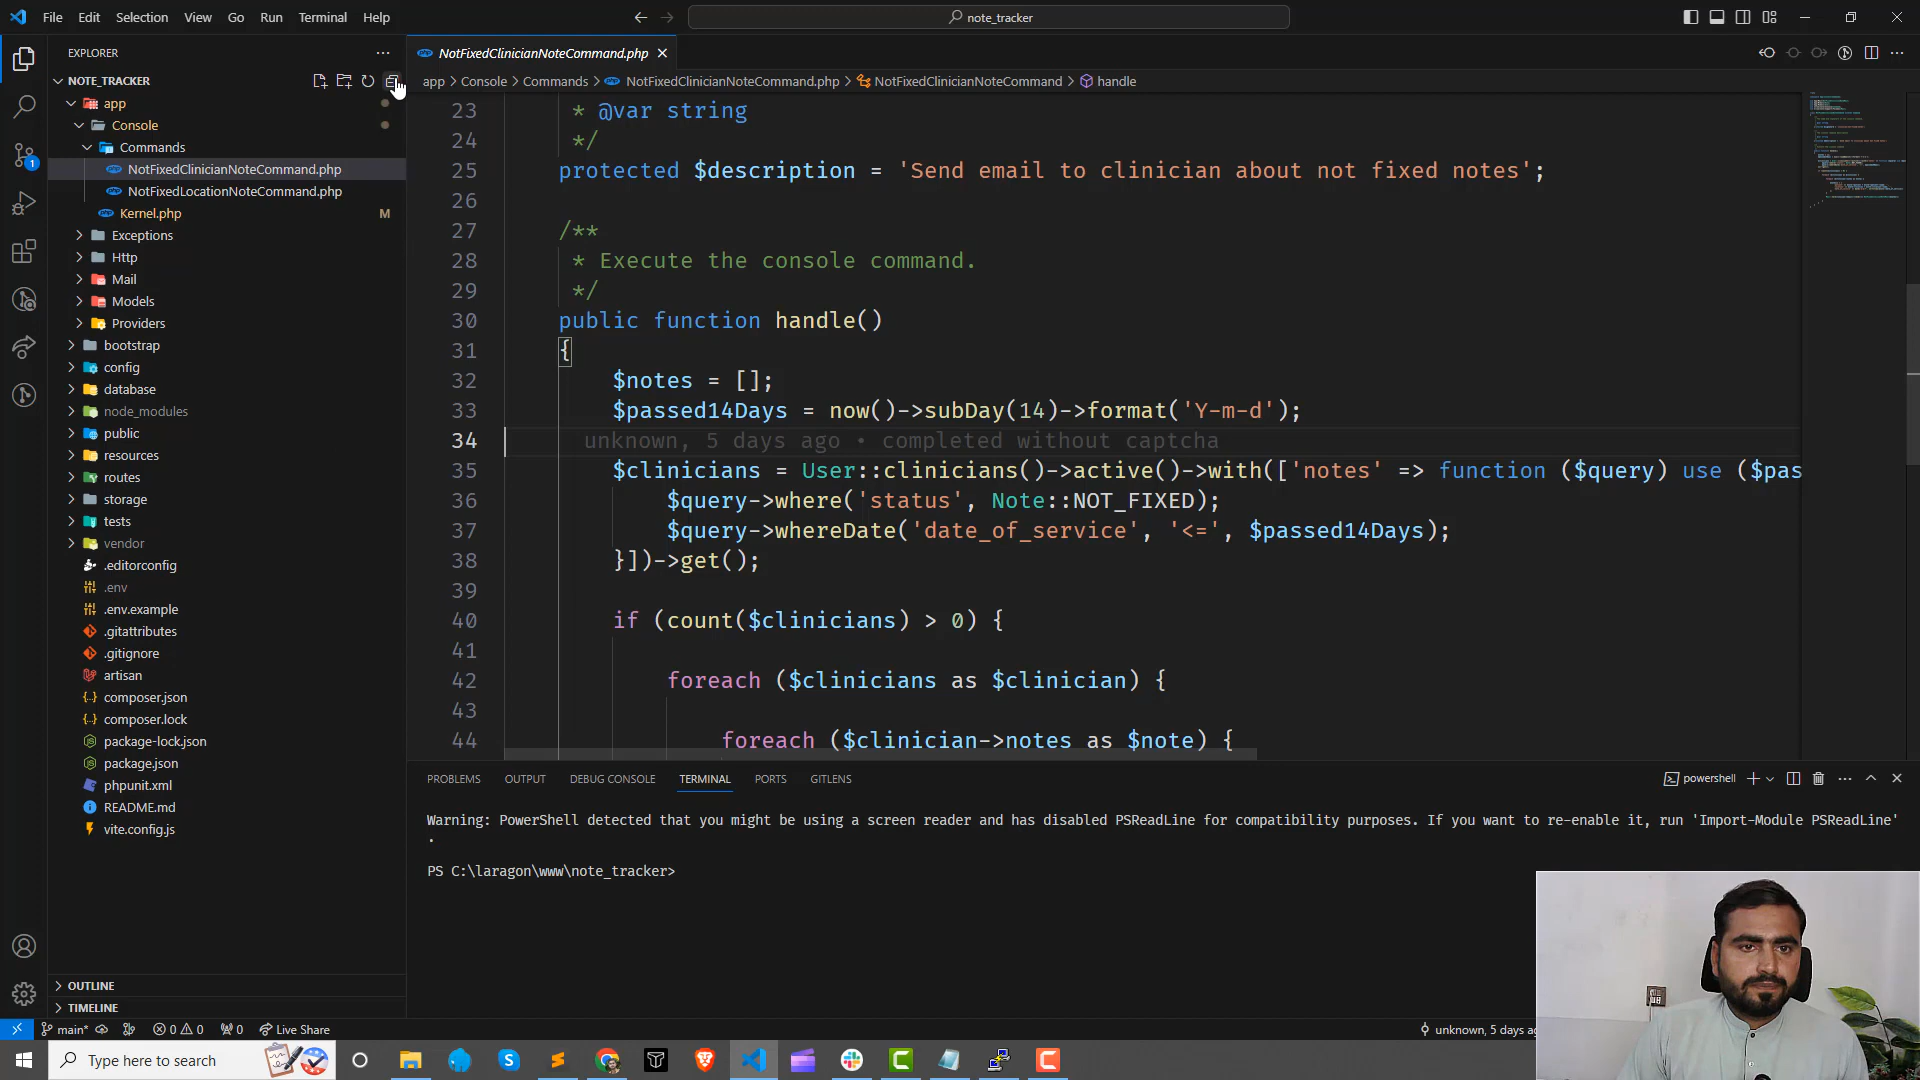 File Edit Selection View Go Run Terminal Help
note_tracker
EXPLORER
NOTE_TRACKER
app
Console
Commands
NotFixedClinicianNoteCommand.php
NotFixedLocationNoteCommand.php
Kernel.php M
Exceptions
Http
Mail
Models
Providers
bootstrap
config
database
node_modules
public
resources
routes
storage
tests
vendor
.editorconfig
.env
.env.example
.gitattributes
.gitignore
artisan
composer.json
composer.lock
package-lock.json
package.json
phpunit.xml
README.md
vite.config.js
OUTLINE
TIMELINE
1
NotFixedClinicianNoteCommand.php
app > Console > Commands > NotFixedClinicianNoteCommand.php > NotFixedClinicianNoteCommand > handle
23 * @var string
24 */
25 protected $description = 'Send email to clinician about not fixed notes';
26
27 /**
28 * Execute the console command.
29 */
30 public function handle()
31 {
32 $notes = [];
33 $passed14Days = now()->subDay(14)->format('Y-m-d');
34 unknown, 5 days ago • completed without captcha
35 $clinicians = User::clinicians()->active()->with(['notes' => function ($query) use ($pas
36 $query->where('status', Note::NOT_FIXED);
37 $query->whereDate('date_of_service', '<=', $passed14Days);
38 }])->get();
39
40 if (count($clinicians) > 0) {
41
42 foreach ($clinicians as $clinician) {
43
44 foreach ($clinician->notes as $note) {
PROBLEMS OUTPUT DEBUG CONSOLE TERMINAL PORTS GITLENS
powershell
Warning: PowerShell detected that you might be using a screen reader and has disabled PSReadLine for compatibility purposes. If you want to re-enable it, run 'Import-Module PSReadLine'
.
PS C:\laragon\www\note_tracker>
main* 0 0 0 Live Share
unknown, 5 days ag
Type here to search